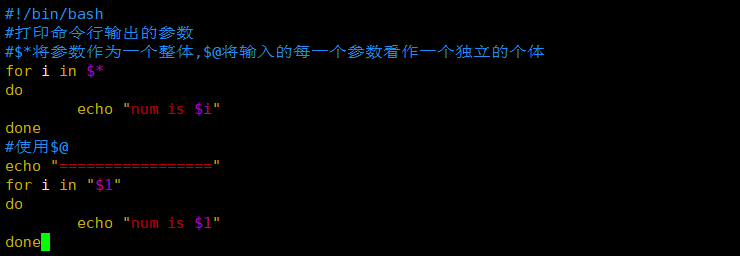 #!/bin/bash
#打印命令行输出的参数
#$*将参数作为一个整体,$@将输入的每一个参数看作一个独立的个体
for i in $*
do
        echo "num is $i"
done
#使用$@
echo "================="
for i in "$1"
do
        echo "num is $1"
done